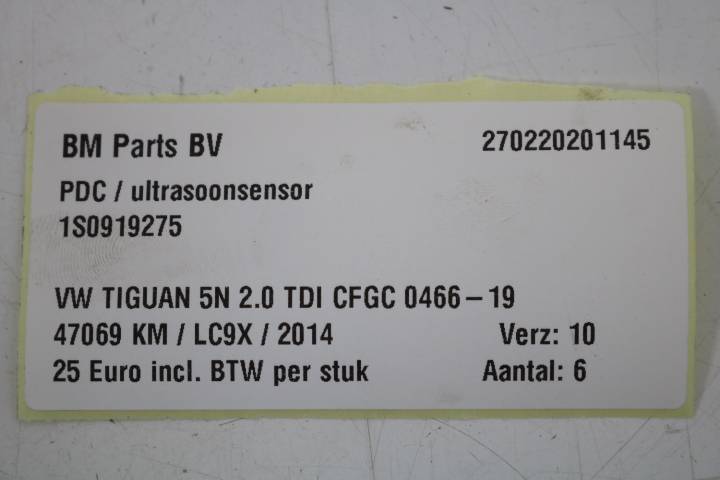 BM Parts BV 270220201145
PDC / ultrasoonsensor
1S0919275
VW TIGUAN 5N 2.0 TDI CFGC 0466 – 19
47069 KM / LC9X / 2014 Verz: 10
25 Euro incl. BTW per stuk Aantal: 6